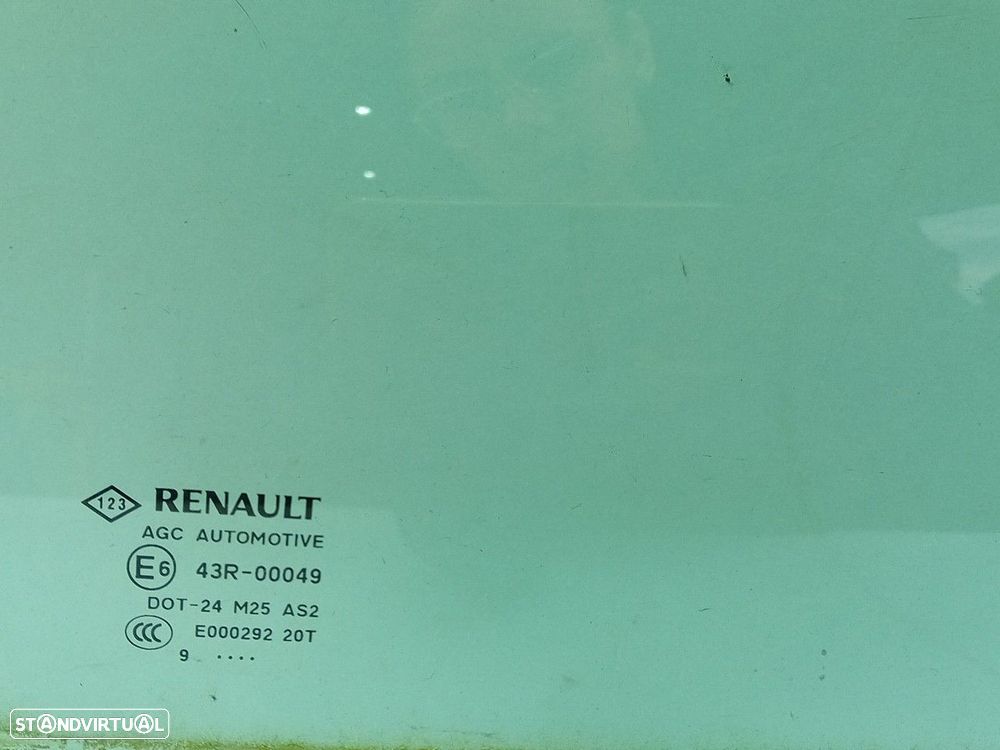 123 RENAULT
AGC AUTOMOTIVE
E6 43R-00049
DOT-24 M25 AS2
CCC E000292 20T
9 ....
STANDVIRTUAL